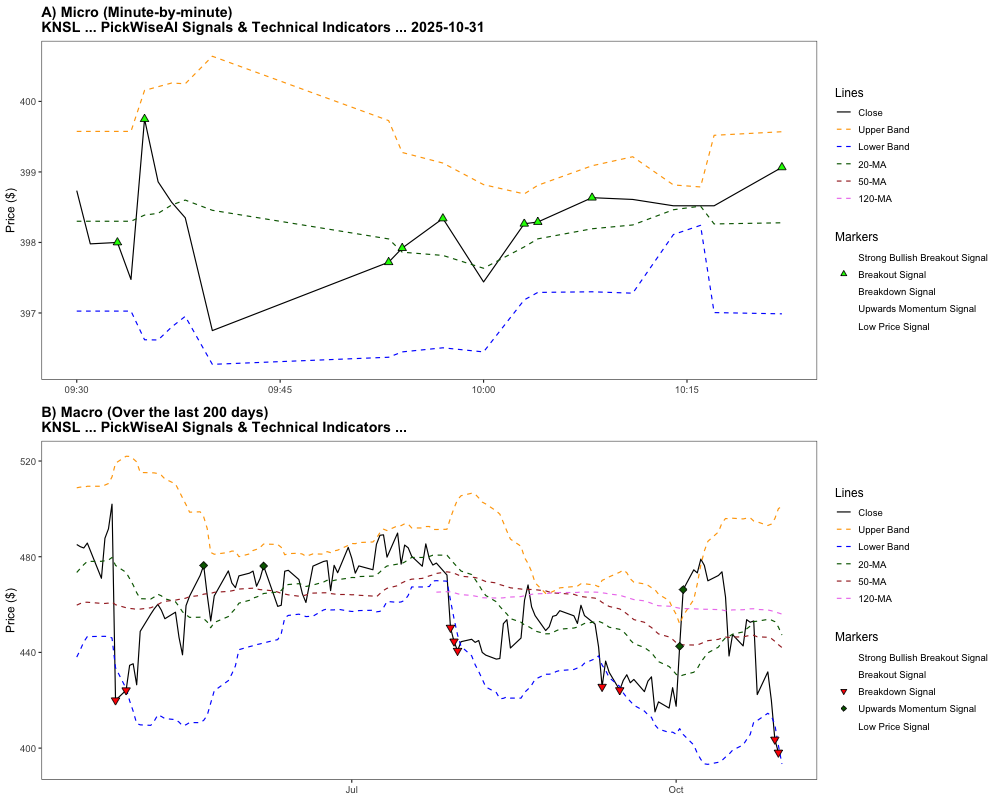 A) Micro (Minute-by-minute)
KNSL ... PickWiseAI Signals & Technical Indicators ... 2025-10-31
Price ($)
400
399
398
397
09:30
09:45
10:00
10:15
Lines
Close
Upper Band
Lower Band
20-MA
50-MA
120-MA
Markers
Strong Bullish Breakout Signal
Breakout Signal
Breakdown Signal
Upwards Momentum Signal
Low Price Signal
B) Macro (Over the last 200 days)
KNSL ... PickWiseAI Signals & Technical Indicators ...
Price ($)
520
480
440
400
Jul
Oct
Lines
Close
Upper Band
Lower Band
20-MA
50-MA
120-MA
Markers
Strong Bullish Breakout Signal
Breakout Signal
Breakdown Signal
Upwards Momentum Signal
Low Price Signal